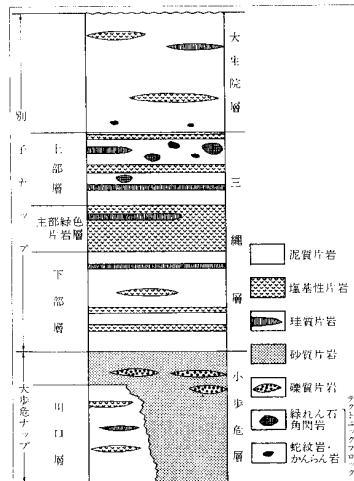 別子ナップ
大歩危ナップ
上部層
主部緑色
片岩層
下部層
川口層
大生院層
三縄層
小歩危層
泥質片岩
塩基性片岩
珪質片岩
砂質片岩
礫質片岩
緑れん石
角閃岩
蛇紋岩・
かんらん岩
テクトニックブロック